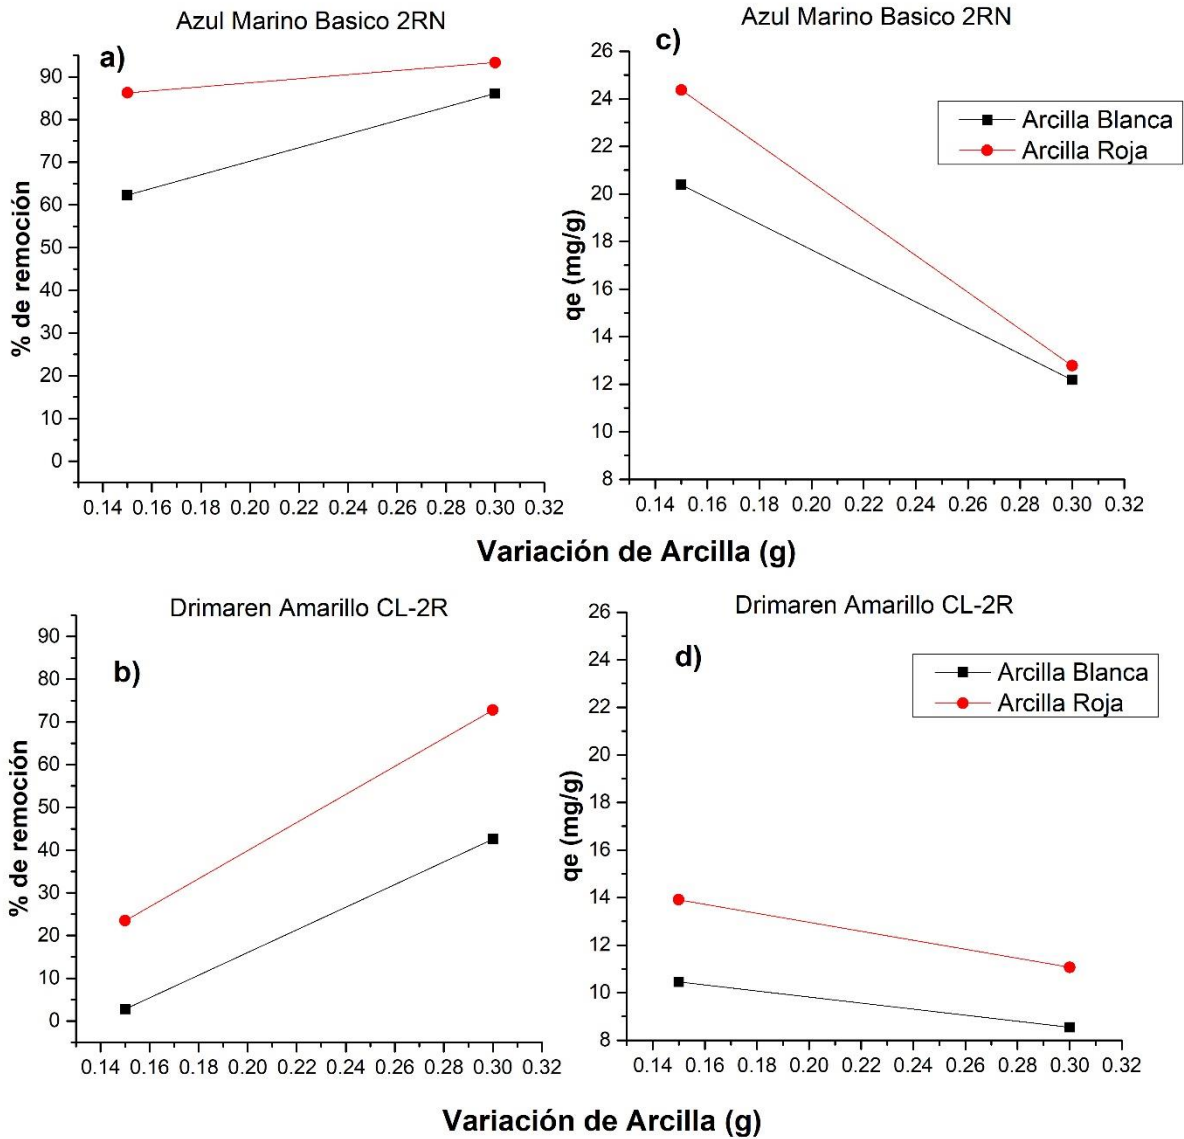 Azul Marino Basico 2RN
a)
% de remoción
90
80
70
60
50
40
30
20
10
0
0.14 0.16 0.18 0.20 0.22 0.24 0.26 0.28 0.30 0.32
Azul Marino Basico 2RN
c)
qe (mg/g)
26
24
22
20
18
16
14
12
10
8
Arcilla Blanca
Arcilla Roja
0.14 0.16 0.18 0.20 0.22 0.24 0.26 0.28 0.30 0.32
Variación de Arcilla (g)
Drimaren Amarillo CL-2R
b)
% de remoción
90
80
70
60
50
40
30
20
10
0
0.14 0.16 0.18 0.20 0.22 0.24 0.26 0.28 0.30 0.32
Drimaren Amarillo CL-2R
d)
qe (mg/g)
26
24
22
20
18
16
14
12
10
8
Arcilla Blanca
Arcilla Roja
0.14 0.16 0.18 0.20 0.22 0.24 0.26 0.28 0.30 0.32
Variación de Arcilla (g)